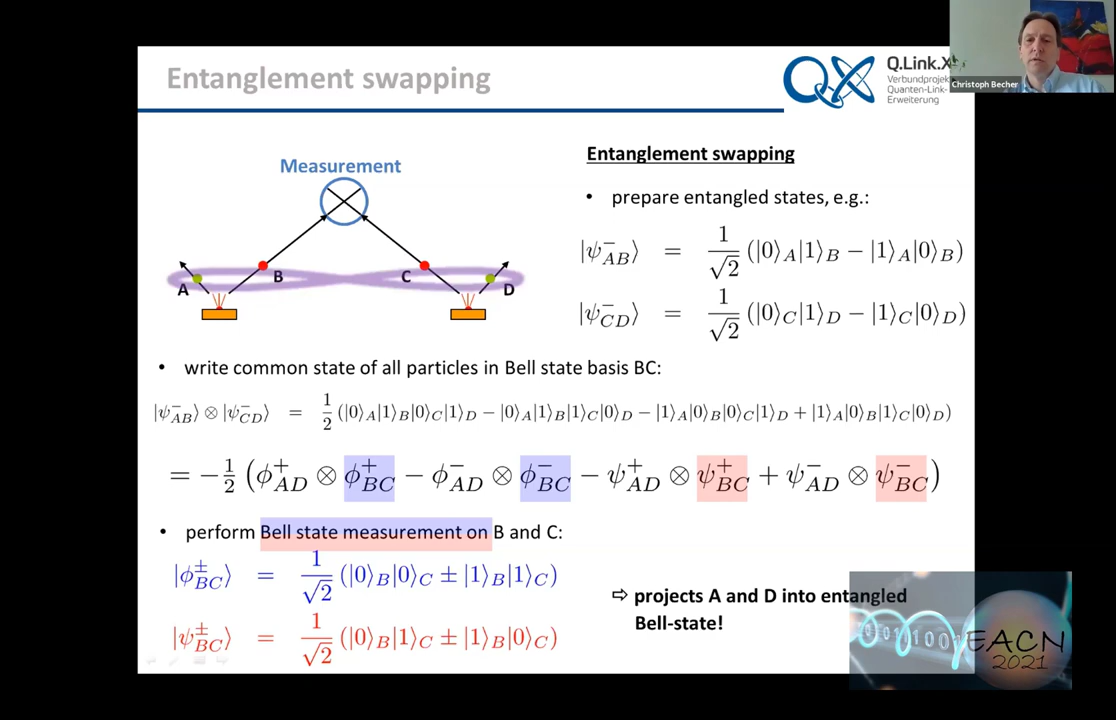 Entanglement swapping
Q.Link.X
Verbundprojekt
Quanten-Link-
Erweiterung
Christoph Becher
Measurement
A B C D
Entanglement swapping
• prepare entangled states, e.g.:
|ψ⁻_AB⟩ = 1/√2 (|0⟩_A|1⟩_B − |1⟩_A|0⟩_B)
|ψ⁻_CD⟩ = 1/√2 (|0⟩_C|1⟩_D − |1⟩_C|0⟩_D)
• write common state of all particles in Bell state basis BC:
|ψ⁻_AB⟩ ⊗ |ψ⁻_CD⟩ = 1/2 (|0⟩_A|1⟩_B|0⟩_C|1⟩_D − |0⟩_A|1⟩_B|1⟩_C|0⟩_D − |1⟩_A|0⟩_B|0⟩_C|1⟩_D + |1⟩_A|0⟩_B|1⟩_C|0⟩_D)
= −1/2 (ϕ⁺_AD ⊗ ϕ⁺_BC − ϕ⁻_AD ⊗ ϕ⁻_BC − ψ⁺_AD ⊗ ψ⁺_BC + ψ⁻_AD ⊗ ψ⁻_BC)
• perform Bell state measurement on B and C:
|ϕ±_BC⟩ = 1/√2 (|0⟩_B|0⟩_C ± |1⟩_B|1⟩_C)
|ψ±_BC⟩ = 1/√2 (|0⟩_B|1⟩_C ± |1⟩_B|0⟩_C)
⇨ projects A and D into entangled
Bell-state!
EACN
2021